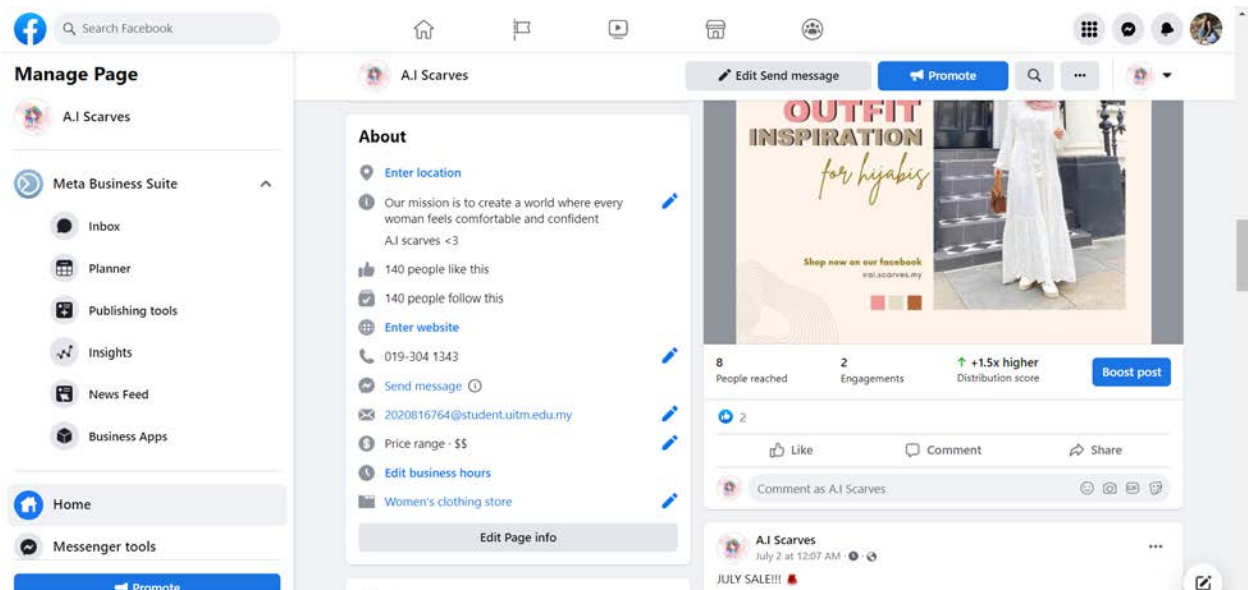 Search Facebook
Manage Page
A.I Scarves
Meta Business Suite
Inbox
Planner
Publishing tools
Insights
News Feed
Business Apps
Home
Messenger tools
Promote
A.I Scarves
Edit Send message
Promote
About
Enter location
Our mission is to create a world where every
woman feels comfortable and confident
A.I scarves <3
140 people like this
140 people follow this
Enter website
019-304 1343
Send message
2020816764@student.uitm.edu.my
Price range · $$
Edit business hours
Women's clothing store
Edit Page info
OUTFIT
INSPIRATION
for hijabis
Shop now on our facebook
@ai.scarves.my
8
People reached
2
Engagements
+1.5x higher
Distribution score
Boost post
2
Like
Comment
Share
Comment as A.I Scarves
GIF
A.I Scarves
July 2 at 12:07 AM
JULY SALE!!!